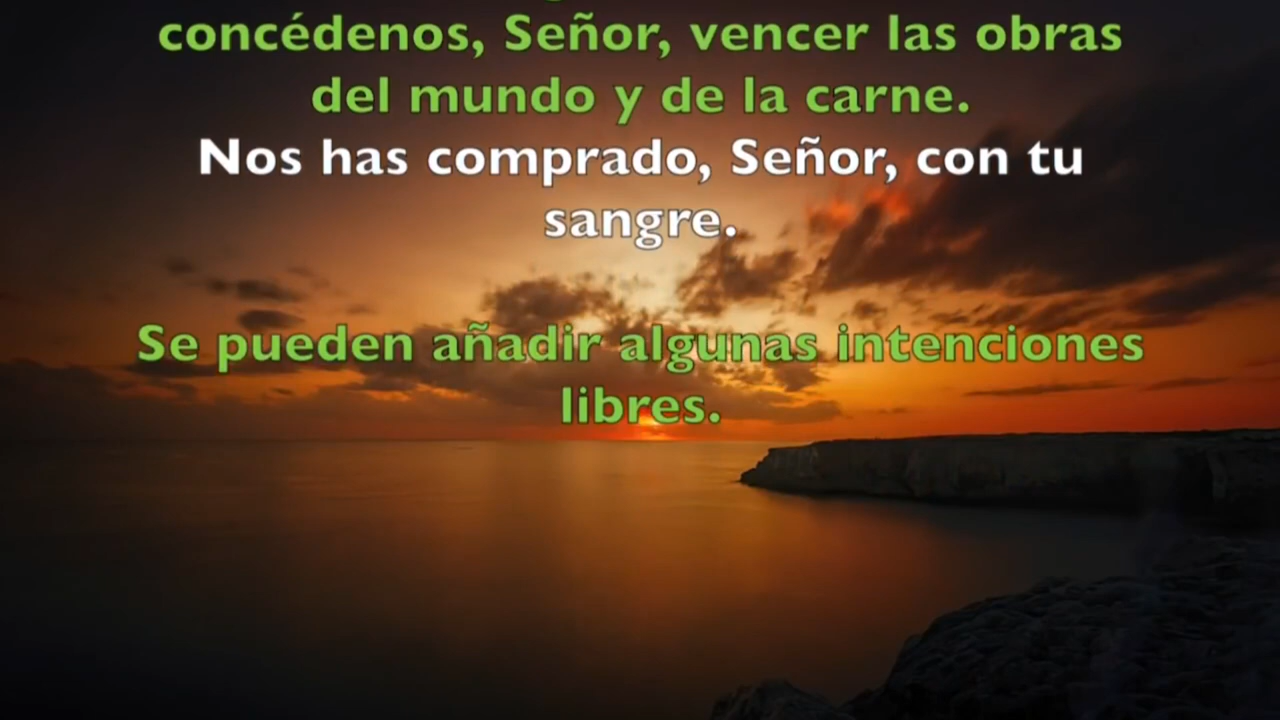 concédenos, Señor, vencer las obras
del mundo y de la carne.
Nos has comprado, Señor, con tu
sangre.
Se pueden añadir algunas intenciones
libres.